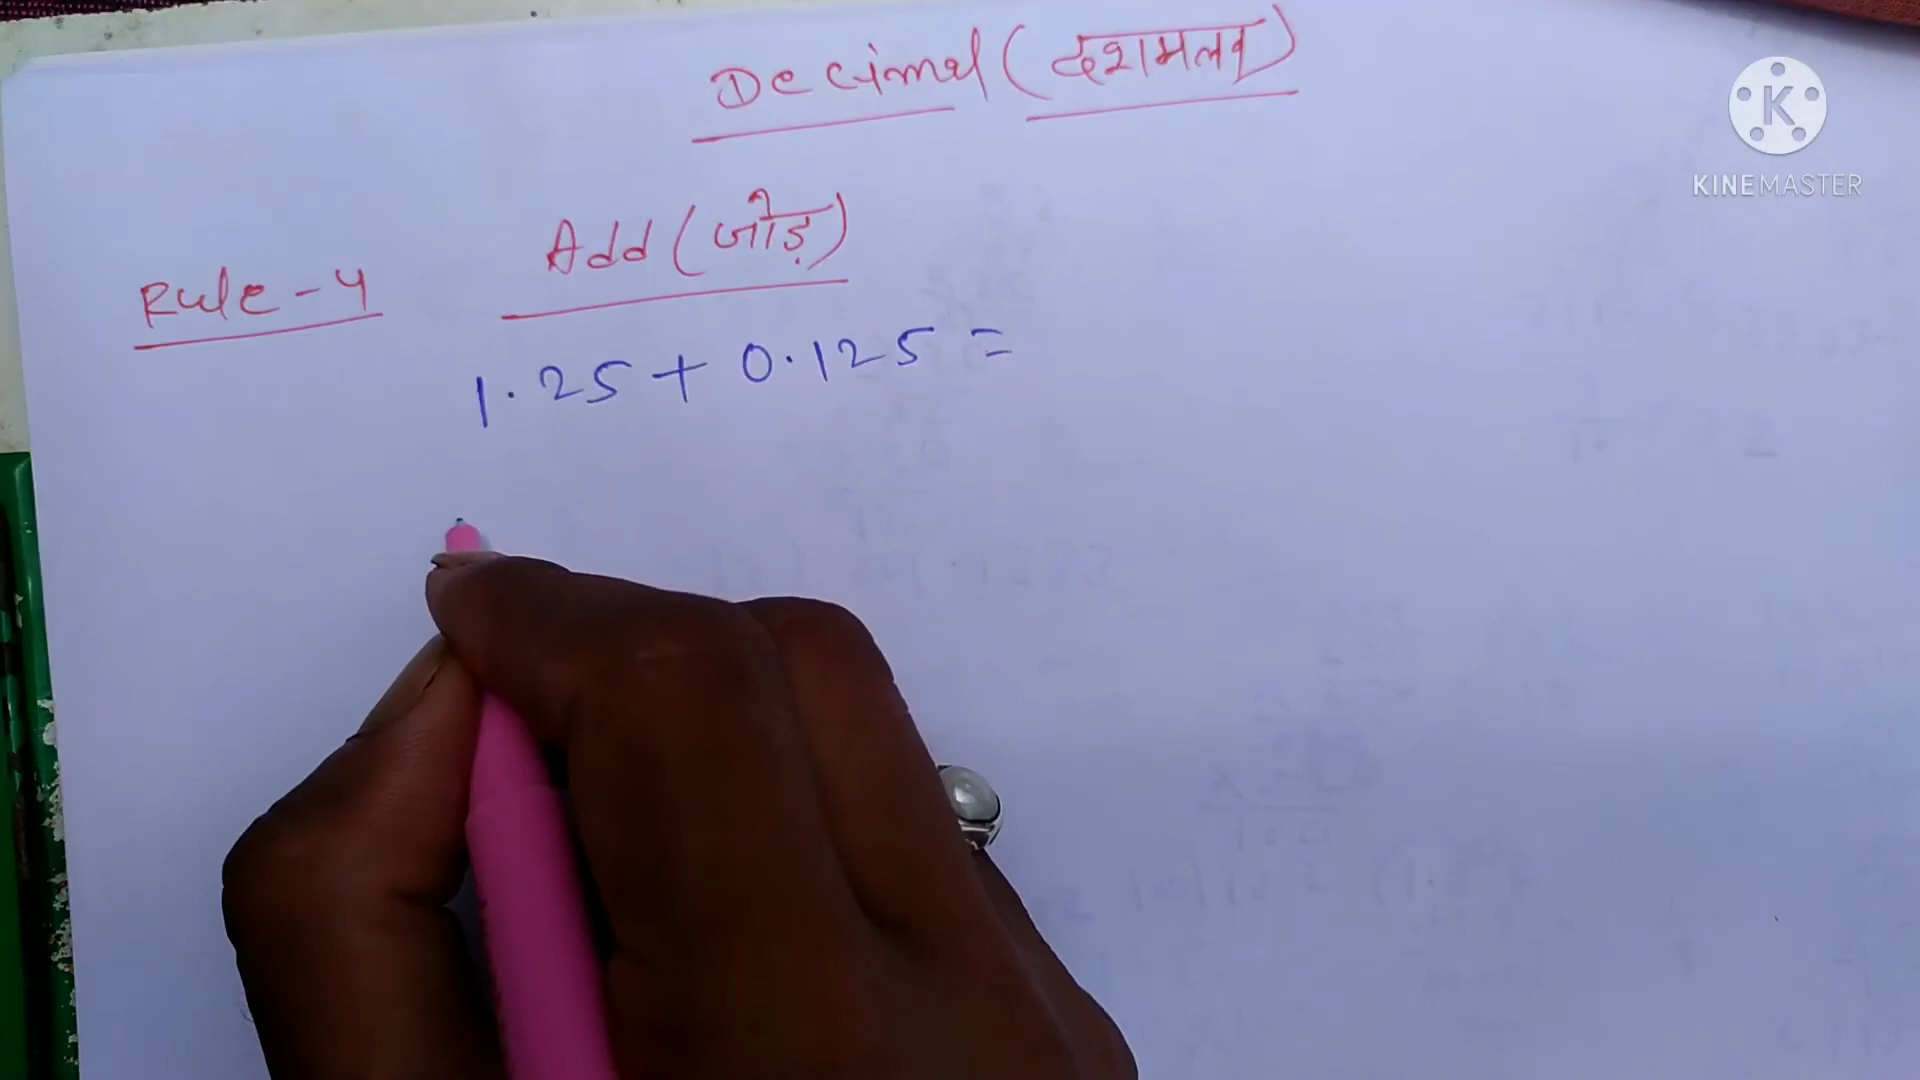 Decimal (दशमलव)
Add (जोड़)
Rule-4
1.25 + 0.125 =
KINEMASTER